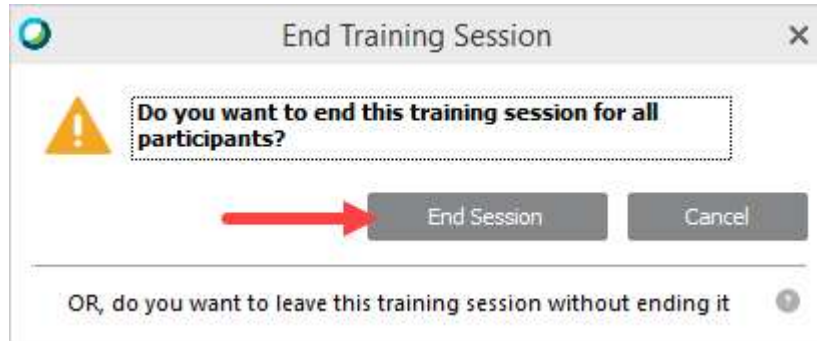 End Training Session
Do you want to end this training session for all
participants?
End Session
Cancel
OR, do you want to leave this training session without ending it